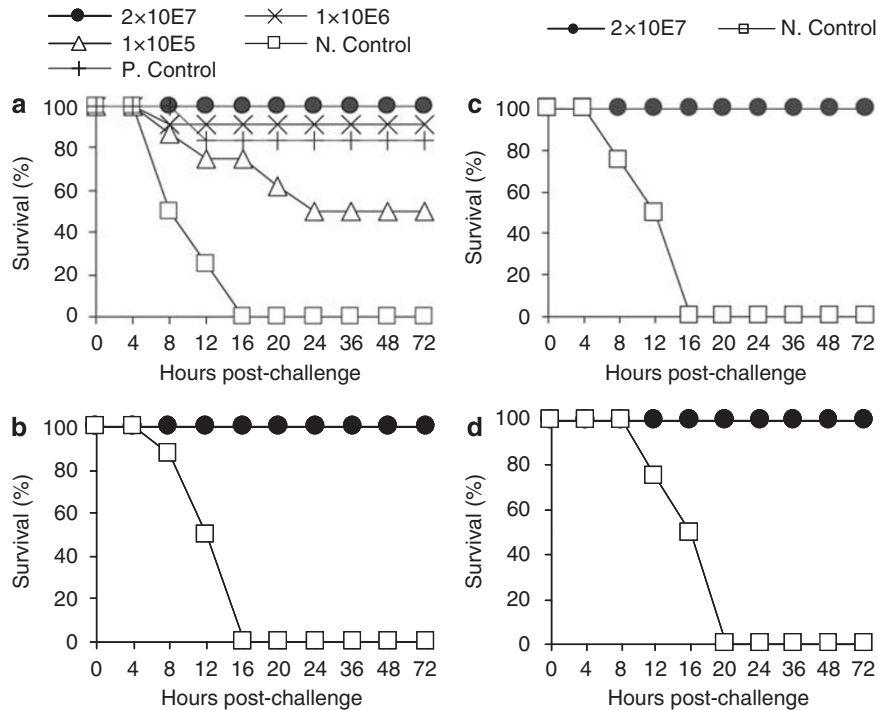 2×10E7 1×10E6
1×10E5 N. Control
P. Control
2×10E7 N. Control
a
Survival (%)
100
80
60
40
20
0
0 4 8 12 16 20 24 36 48 72
Hours post-challenge
c
Survival (%)
100
80
60
40
20
0
0 4 8 12 16 20 24 36 48 72
Hours post-challenge
b
Survival (%)
100
80
60
40
20
0
0 4 8 12 16 20 24 36 48 72
Hours post-challenge
d
Survival (%)
100
80
60
40
20
0
0 4 8 12 16 20 24 36 48 72
Hours post-challenge